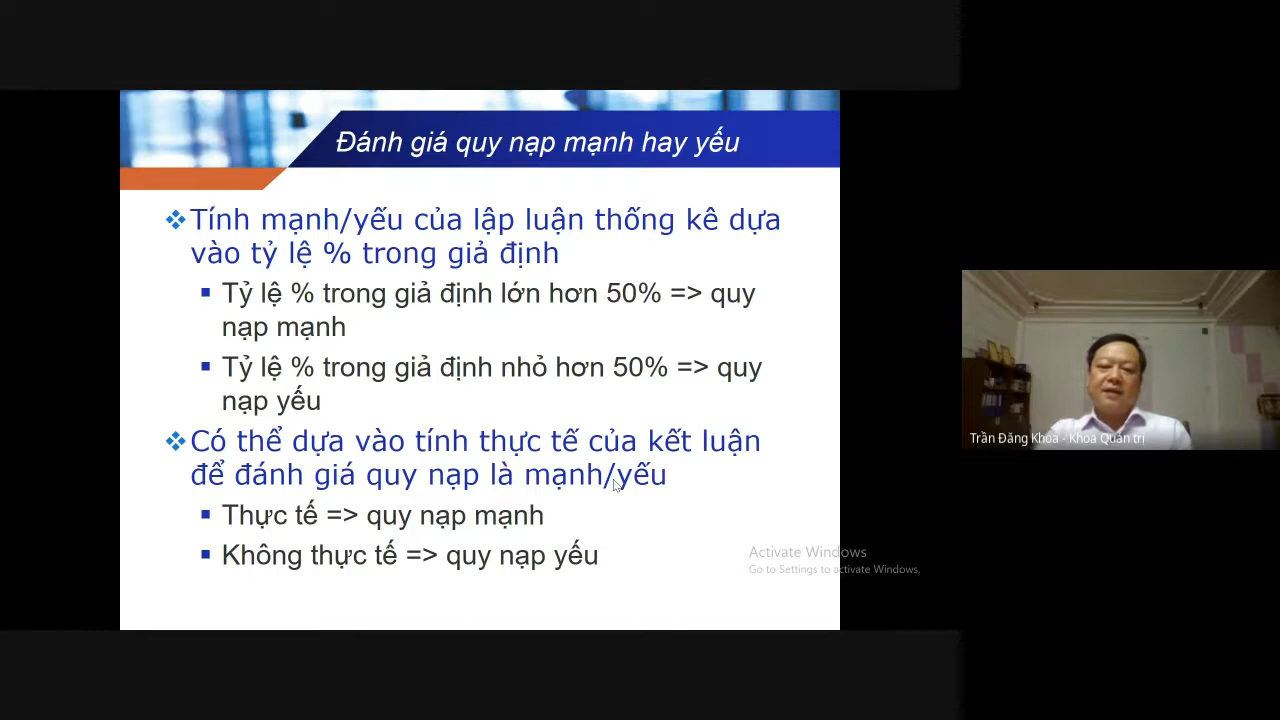 Đánh giá quy nạp mạnh hay yếu
❖ Tính mạnh/yếu của lập luận thống kê dựa
vào tỷ lệ % trong giả định
▪ Tỷ lệ % trong giả định lớn hơn 50% => quy
nạp mạnh
▪ Tỷ lệ % trong giả định nhỏ hơn 50% => quy
nạp yếu
❖ Có thể dựa vào tính thực tế của kết luận
để đánh giá quy nạp là mạnh/yếu
▪ Thực tế => quy nạp mạnh
▪ Không thực tế => quy nạp yếu
Activate Windows
Go to Settings to activate Windows.
Trần Đăng Khoa - Khoa Quản trị